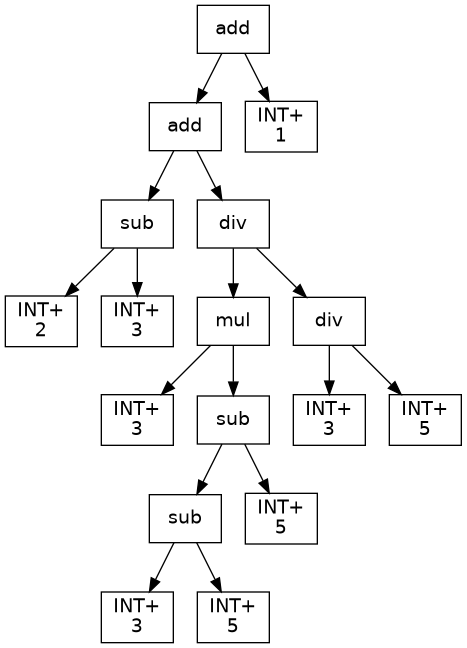 add
add
INT+
1
sub
div
INT+
2
INT+
3
mul
div
INT+
3
sub
INT+
3
INT+
5
sub
INT+
5
INT+
3
INT+
5